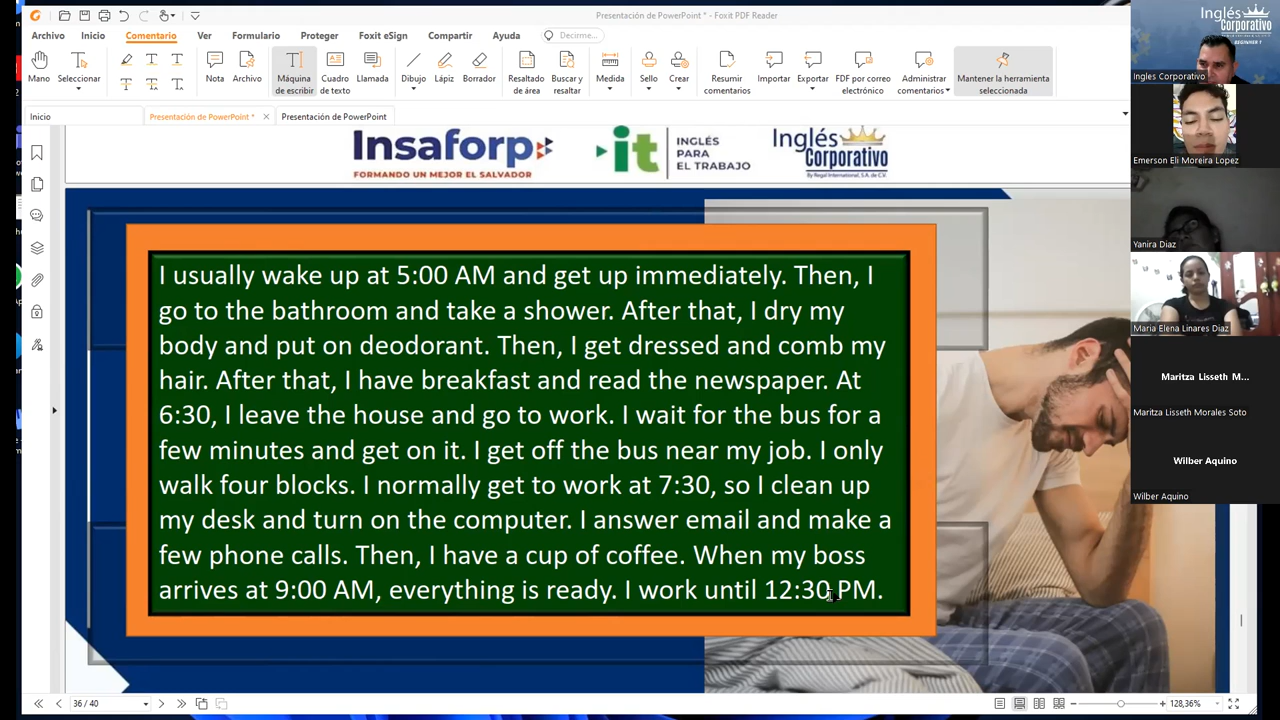 Presentación de PowerPoint * - Foxit PDF Reader
Archivo Inicio Comentario Ver Formulario Proteger Foxit eSign Compartir Ayuda Decirme...
Mano Seleccionar Nota Archivo Máquina de escribir Cuadro de texto Llamada Dibujo Lápiz Borrador Resaltado de área Buscar y resaltar Medida Sello Crear Resumir comentarios Importar Exportar FDF por correo electrónico Administrar comentarios Mantener la herramienta seleccionada
Inicio Presentación de PowerPoint * Presentación de PowerPoint
Insaforp
FORMANDO UN MEJOR EL SALVADOR
it
INGLÉS
PARA
EL TRABAJO
Inglés
Corporativo
By Regal International, S.A. de C.V.
I usually wake up at 5:00 AM and get up immediately. Then, I
go to the bathroom and take a shower. After that, I dry my
body and put on deodorant. Then, I get dressed and comb my
hair. After that, I have breakfast and read the newspaper. At
6:30, I leave the house and go to work. I wait for the bus for a
few minutes and get on it. I get off the bus near my job. I only
walk four blocks. I normally get to work at 7:30, so I clean up
my desk and turn on the computer. I answer email and make a
few phone calls. Then, I have a cup of coffee. When my boss
arrives at 9:00 AM, everything is ready. I work until 12:30 PM.
36 / 40
128,36%
Inglés
Corporativo
BEGINNER 1
Ingles Corporativo
Emerson Eli Moreira Lopez
Yanira Diaz
Maria Elena Linares Diaz
Maritza Lisseth M...
Maritza Lisseth Morales Soto
Wilber Aquino
Wilber Aquino